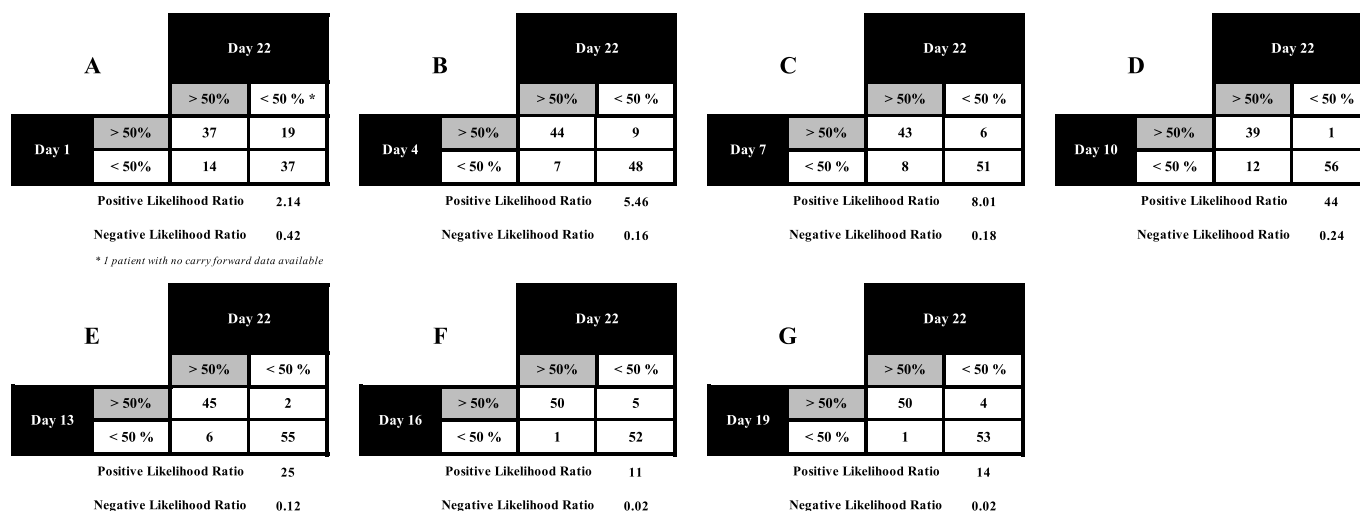 Day 22 Day 22 Day 22 Day 22
A B C D
> 50% < 50 % * > 50% < 50 % > 50% < 50 % > 50% < 50 %
> 50% 37 19 > 50% 44 9 > 50% 43 6 > 50% 39 1
Day 1 Day 4 Day 7 Day 10
< 50% 14 37 < 50 % 7 48 < 50 % 8 51 < 50 % 12 56
Positive Likelihood Ratio 2.14 Positive Likelihood Ratio 5.46 Positive Likelihood Ratio 8.01 Positive Likelihood Ratio 44
Negative Likelihood Ratio 0.42 Negative Likelihood Ratio 0.16 Negative Likelihood Ratio 0.18 Negative Likelihood Ratio 0.24
* 1 patient with no carry forward data available
Day 22 Day 22 Day 22
E F G
> 50% < 50 % > 50% < 50 % > 50% < 50 %
> 50% 45 2 > 50% 50 5 > 50% 50 4
Day 13 Day 16 Day 19
< 50 % 6 55 < 50 % 1 52 < 50 % 1 53
Positive Likelihood Ratio 25 Positive Likelihood Ratio 11 Positive Likelihood Ratio 14
Negative Likelihood Ratio 0.12 Negative Likelihood Ratio 0.02 Negative Likelihood Ratio 0.02